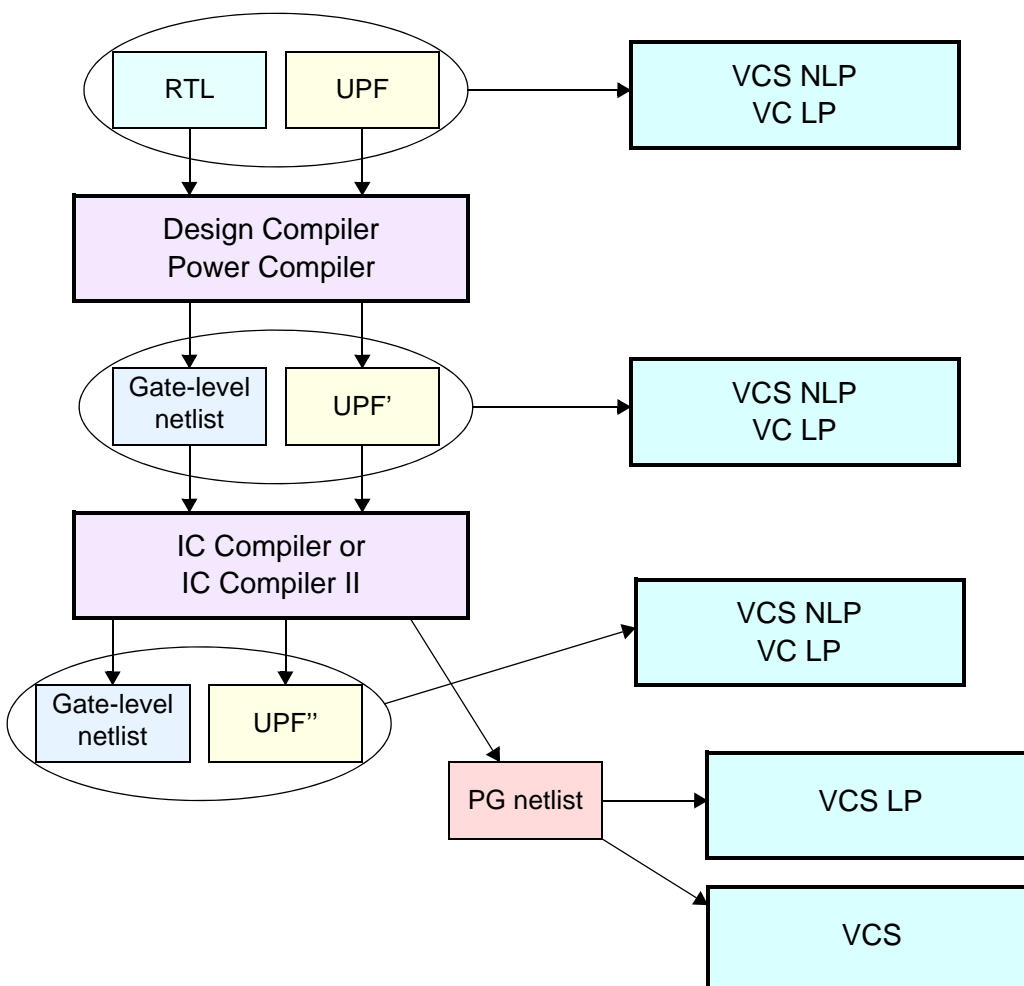 RTL
UPF
VCS NLP
VC LP
Design Compiler
Power Compiler
Gate-level
netlist
UPF’
VCS NLP
VC LP
IC Compiler or
IC Compiler II
VCS NLP
VC LP
Gate-level
netlist
UPF’’
PG netlist
VCS LP
VCS